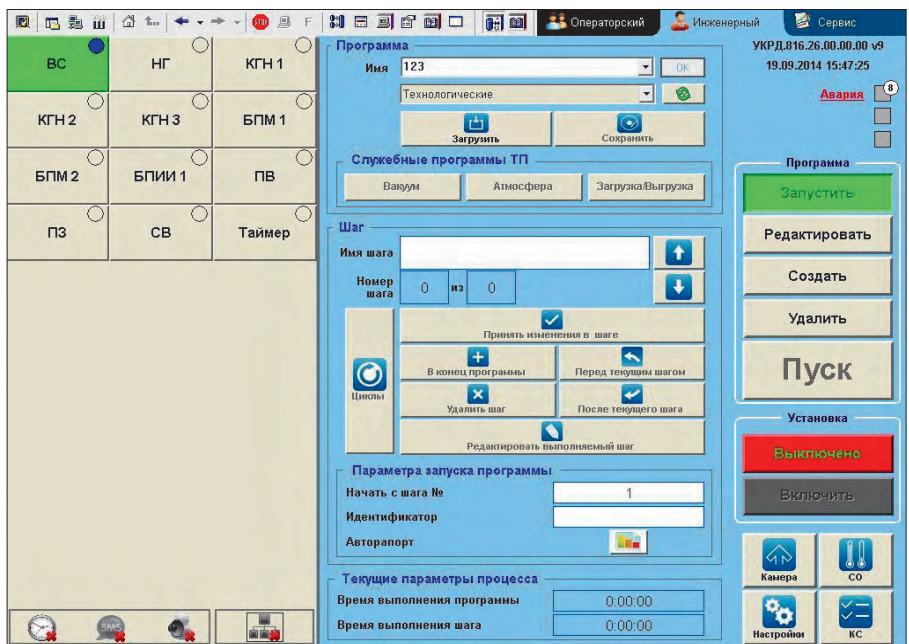 STOP
F
Операторский
Инженерный
Сервис
ВС
НГ
КГН 1
КГН 2
КГН 3
БПМ 1
БПМ 2
БПИИ 1
ПВ
ПЗ
СВ
Таймер
SMS
Программа
Имя
123
OK
Технологические
Загрузить
Сохранить
Служебные программы ТП
Вакуум
Атмосфера
Загрузка/Выгрузка
Шаг
Имя шага
Номер шага
0
из
0
Циклы
Принять изменения в шаге
В конец программы
Перед текущим шагом
Удалить шаг
После текущего шага
Редактировать выполняемый шаг
Параметра запуска программы
Начать с шага №
1
Идентификатор
Авторапорт
Текущие параметры процесса
Время выполнения программы
0:00:00
Время выполнения шага
0:00:00
УКРД.816.26.00.00.00 v9
19.09.2014 15:47:25
Авария
8
Программа
Запустить
Редактировать
Создать
Удалить
Пуск
Установка
Выключено
Включить
Камера
СО
Настройки
КС